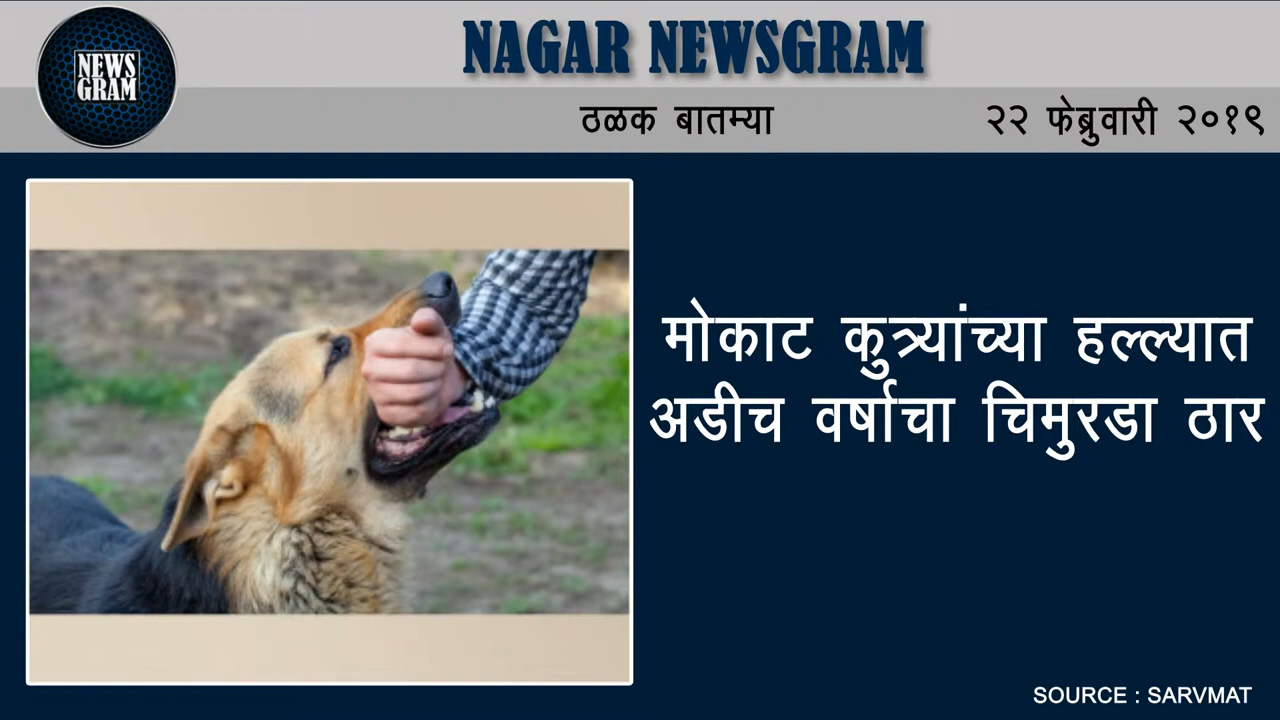 NEWS
GRAM
NAGAR NEWSGRAM
ठळक बातम्या
२२ फेब्रुवारी २०१९
मोकाट कुत्र्यांच्या हल्ल्यात
अडीच वर्षाचा चिमुरडा ठार
SOURCE : SARVMAT